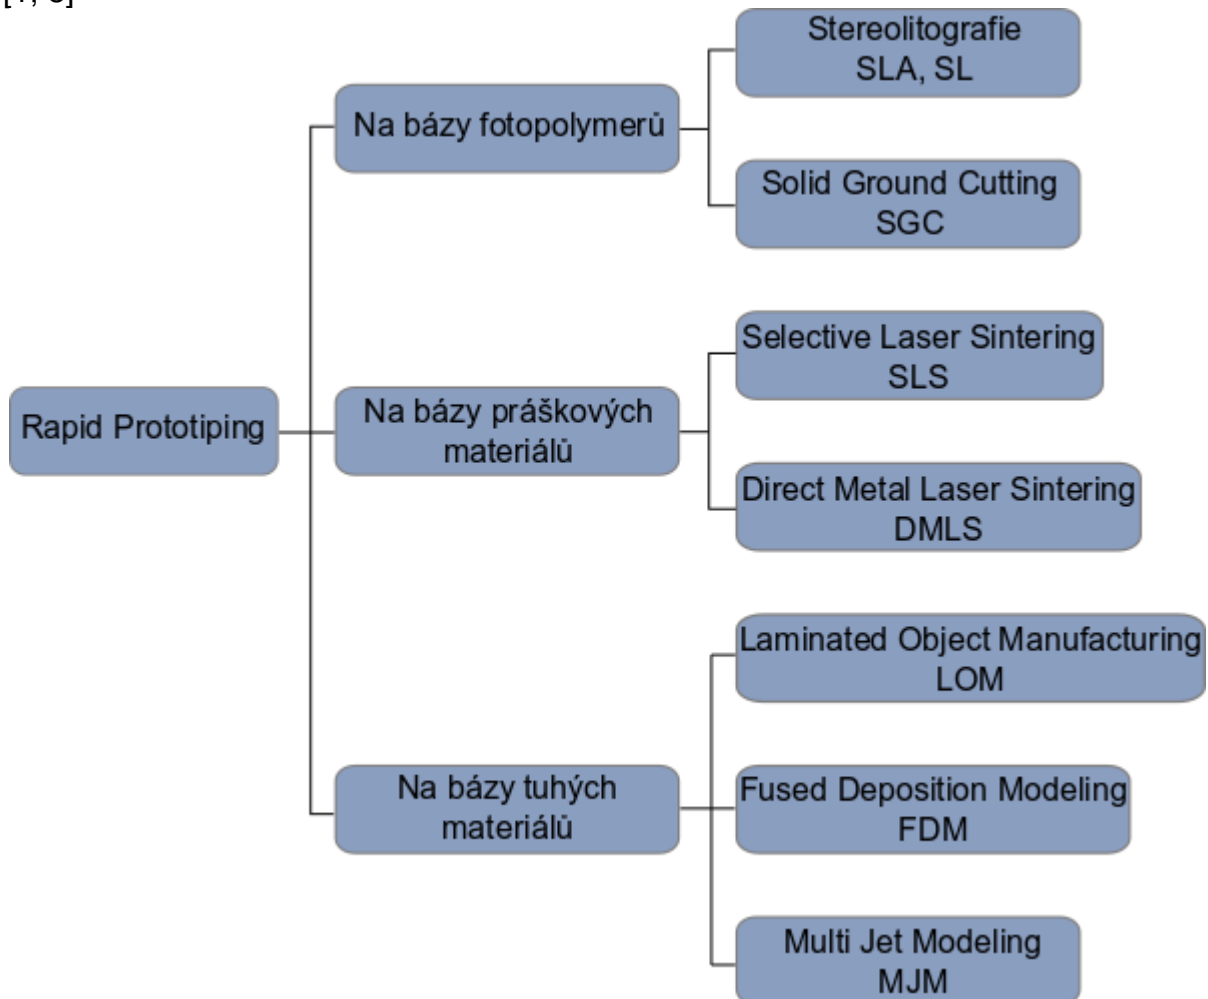 Stereolitografie
SLA, SL
Na bázy fotopolymerů
Solid Ground Cutting
SGC
Selective Laser Sintering
SLS
Rapid Prototiping
Na bázy práškových
materiálů
Direct Metal Laser Sintering
DMLS
Laminated Object Manufacturing
LOM
Na bázy tuhých
materiálů
Fused Deposition Modeling
FDM
Multi Jet Modeling
MJM